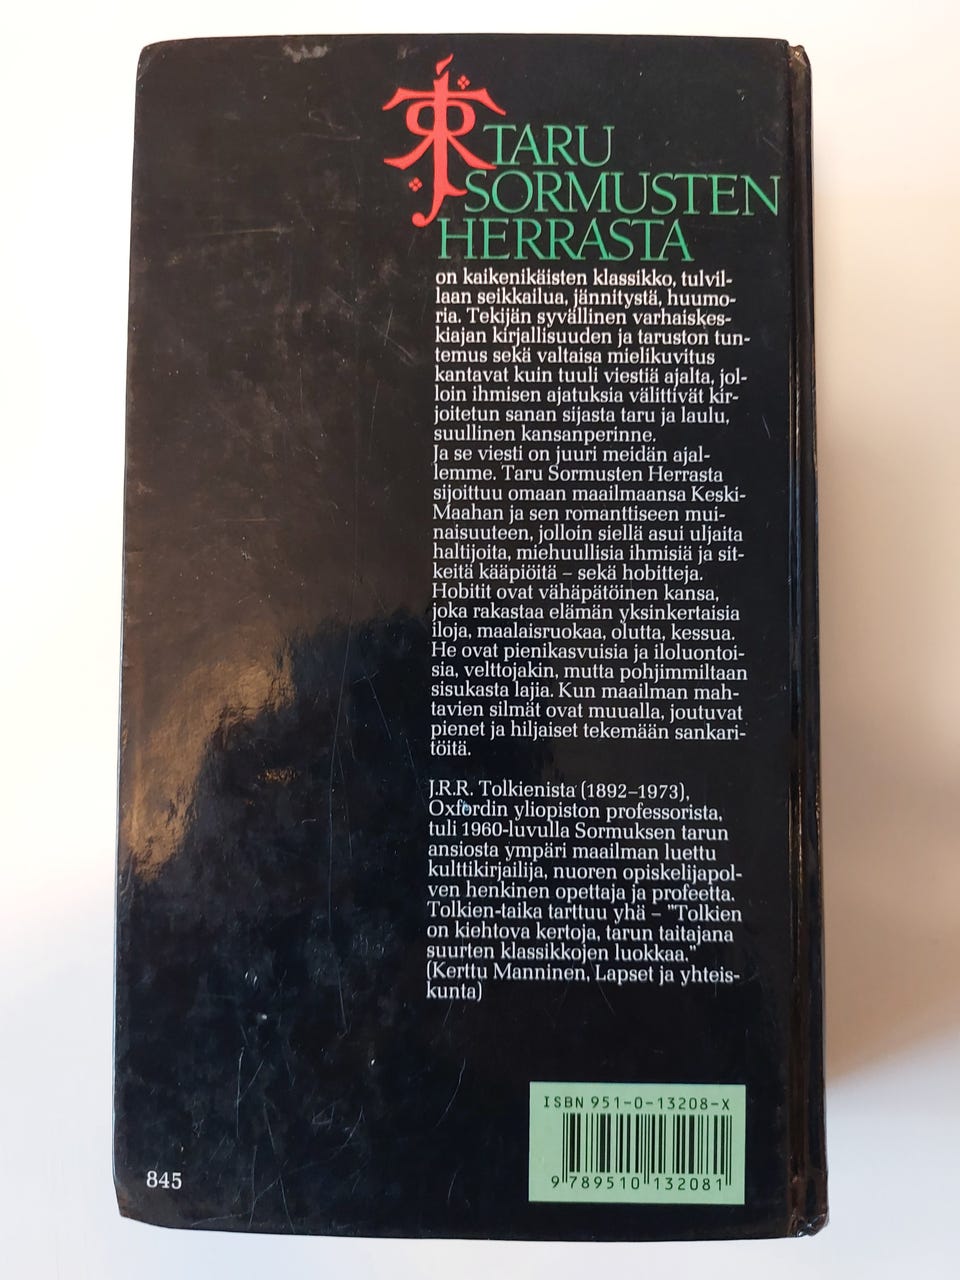 TARU
SORMUSTEN
HERRASTA
on kaikenikäisten klassikko, tulvil-
laan seikkailua, jännitystä, huumo-
ria. Tekijän syvällinen varhaiskes-
kiajan kirjallisuuden ja taruston tun-
temus sekä valtaisa mielikuvitus
kantavat kuin tuuli viestiä ajalta, jol-
loin ihmisen ajatuksia välittivät kir-
joitetun sanan sijasta taru ja laulu,
suullinen kansanperinne.
Ja se viesti on juuri meidän ajal-
lemme. Taru Sormusten Herrasta
sijoittuu omaan maailmaansa Keski-
Maahan ja sen romanttiseen mui-
naisuuteen, jolloin siellä asui uljaita
haltijoita, miehuullisia ihmisiä ja sit-
keitä kääpiöitä – sekä hobitteja.
Hobitit ovat vähäpätöinen kansa,
joka rakastaa elämän yksinkertaisia
iloja, maalaisruokaa, olutta, kessua.
He ovat pienikasvuisia ja iloluontoi-
sia, velttojakin, mutta pohjimmiltaan
sisukasta lajia. Kun maailman mah-
tavien silmät ovat muualla, joutuvat
pienet ja hiljaiset tekemään sankari-
töitä.
J.R.R. Tolkienista (1892–1973),
Oxfordin yliopiston professorista,
tuli 1960-luvulla Sormuksen tarun
ansiosta ympäri maailman luettu
kulttikirjailija, nuoren opiskelijapol-
ven henkinen opettaja ja profeetta.
Tolkien-taika tarttuu yhä – "Tolkien
on kiehtova kertoja, tarun taitajana
suurten klassikkojen luokkaa."
(Kerttu Manninen, Lapset ja yhteis-
kunta)
ISBN 951-0-13208-X
9 789510 132081
845